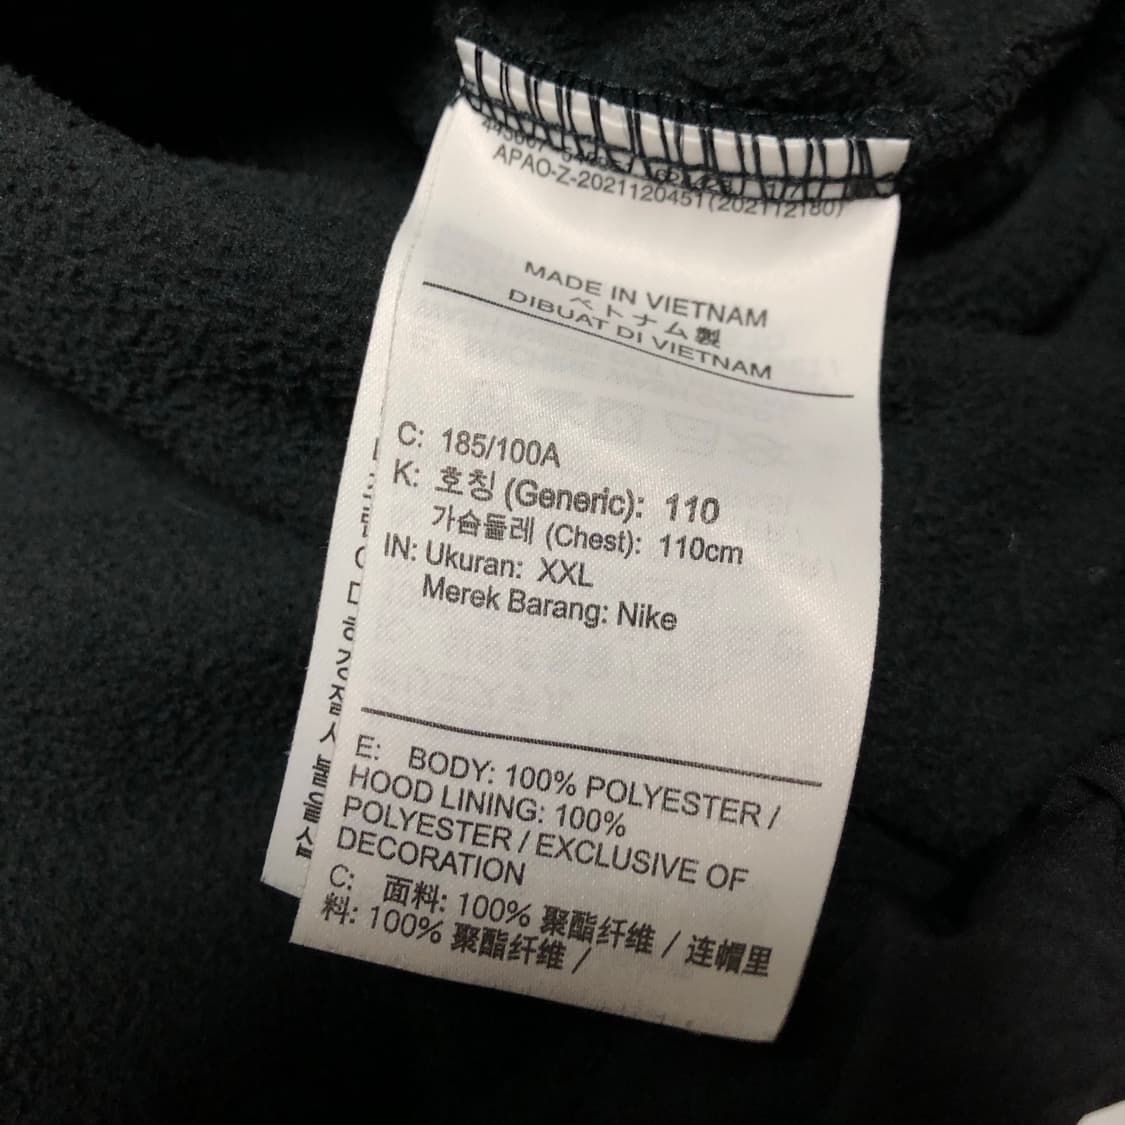 APAO-Z-2021120451(202112180)
MADE IN VIETNAM
ベトナム製
DIBUAT DI VIETNAM
C: 185/100A
K: 호칭 (Generic): 110
가슴둘레 (Chest): 110cm
IN: Ukuran: XXL
Merek Barang: Nike
E: BODY: 100% POLYESTER /
HOOD LINING: 100%
POLYESTER / EXCLUSIVE OF
DECORATION
C: 面料: 100% 聚酯纤维 / 连帽里
料: 100% 聚酯纤维 /